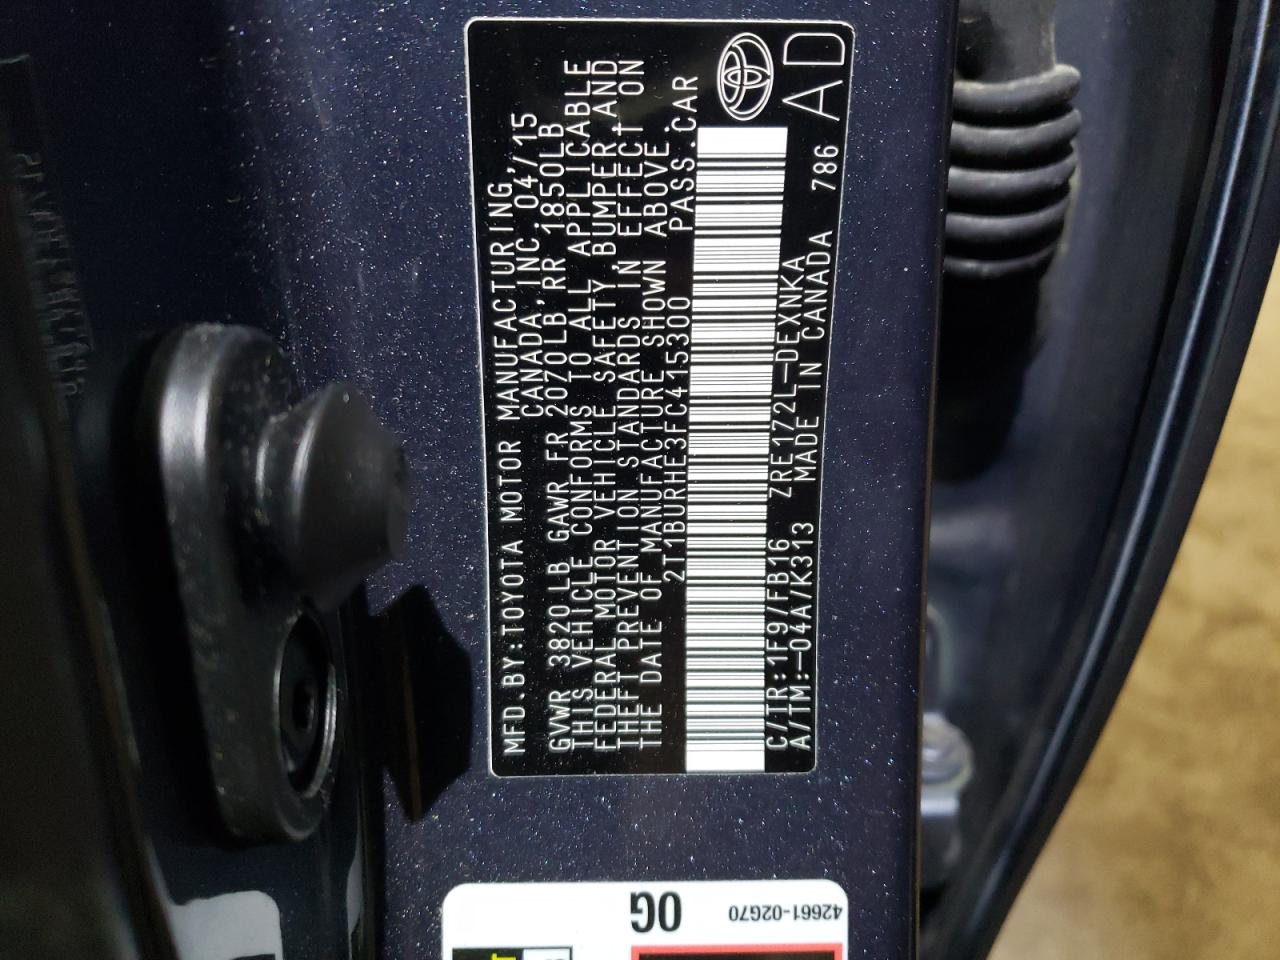 MFD.BY:TOYOTA MOTOR MANUFACTURING,
CANADA,INC. 04/15
GVWR 3820LB GAWR FR 2070LB,RR 1850LB
THIS VEHICLE CONFORMS TO ALL APPLICABLE
FEDERAL MOTOR VEHICLE SAFETY,BUMPER,AND
THEFT PREVENTION STANDARDS IN EFFECT ON
THE DATE OF MANUFACTURE SHOWN ABOVE.
2T1BURHE3FC415300 PASS.CAR
C/TR:1F9/FB16 ZRE172L-DEXNKA
A/TM:-04A/K313 MADE IN CANADA 786
AD
0G
42661-02G70